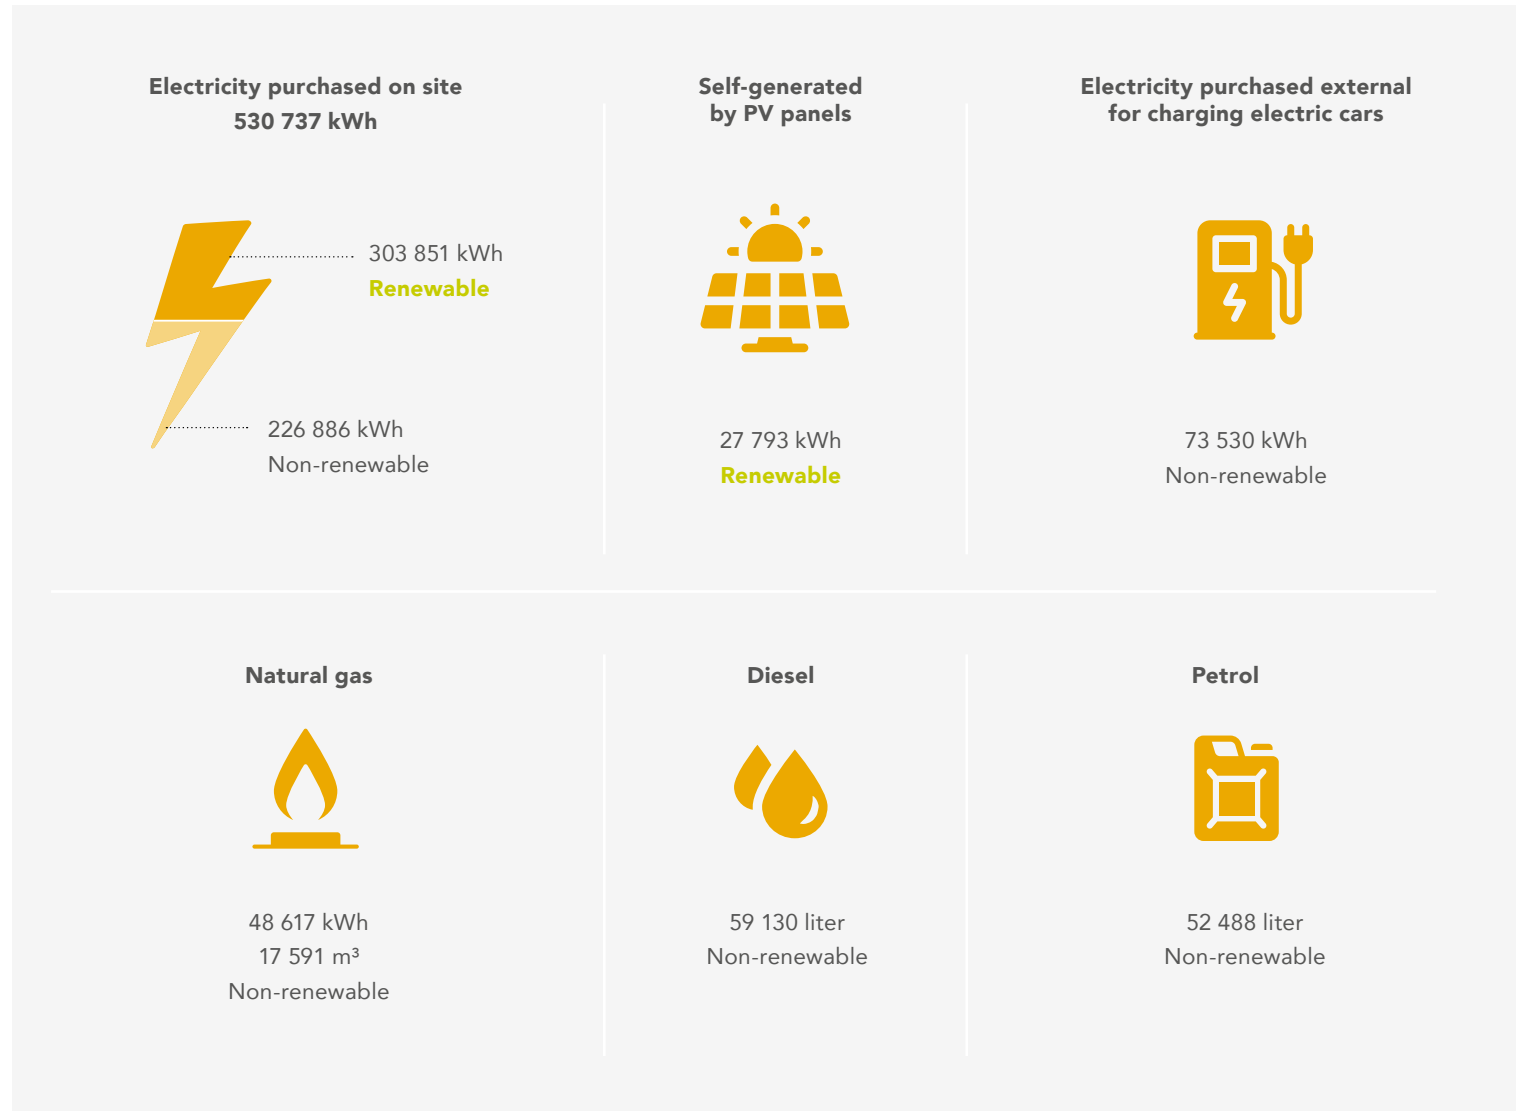 Electricity purchased on site
530 737 kWh
303 851 kWh
Renewable
226 886 kWh
Non-renewable
Self-generated
by PV panels
27 793 kWh
Renewable
Electricity purchased external
for charging electric cars
73 530 kWh
Non-renewable
Natural gas
48 617 kWh
17 591 m³
Non-renewable
Diesel
59 130 liter
Non-renewable
Petrol
52 488 liter
Non-renewable